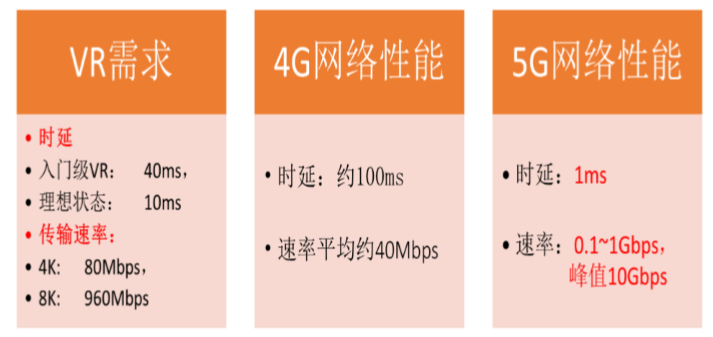 VR需求
• 时延
• 入门级VR： 40ms，
• 理想状态： 10ms
• 传输速率：
• 4K: 80Mbps，
• 8K: 960Mbps
4G网络性能
• 时延：约100ms
• 速率平均约40Mbps
5G网络性能
• 时延：1ms
• 速率：0.1~1Gbps，
峰值10Gbps